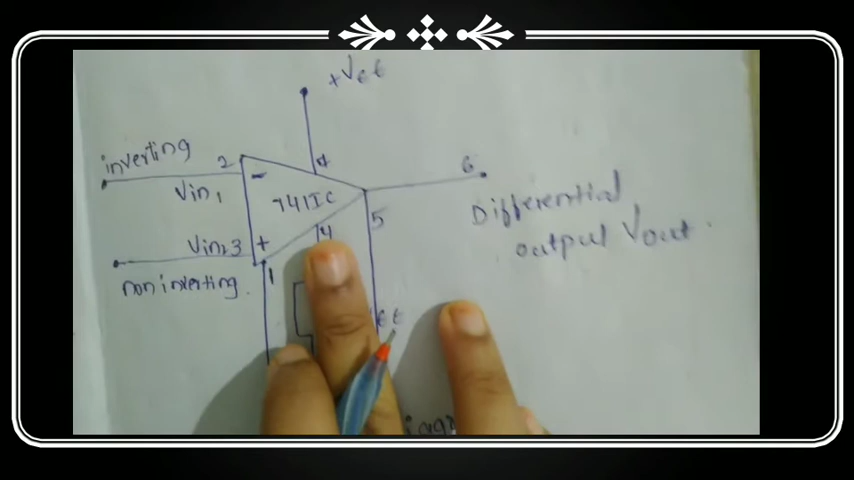 +VCC
inverting
2
6
Vin1
-
741IC
Differential
5
output Vout.
4
Vin2 3
+
non inverting
1